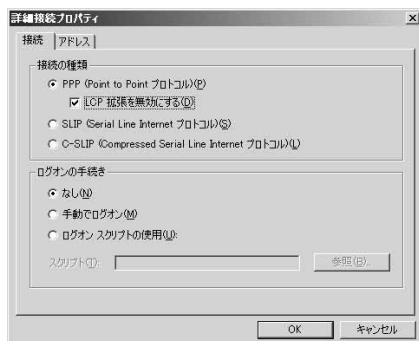 詳細接続プロパティ
接続 アドレス
接続の種類
PPP (Point to Point プロトコル)(P)
LCP 拡張を無効にする(D)
SLIP (Serial Line Internet プロトコル)(S)
C-SLIP (Compressed Serial Line Internet プロトコル)(L)
ログオンの手続き
なし(N)
手動でログオン(M)
ログオン スクリプトの使用(U):
スクリプト(T): 参照(B)...
OK キャンセル